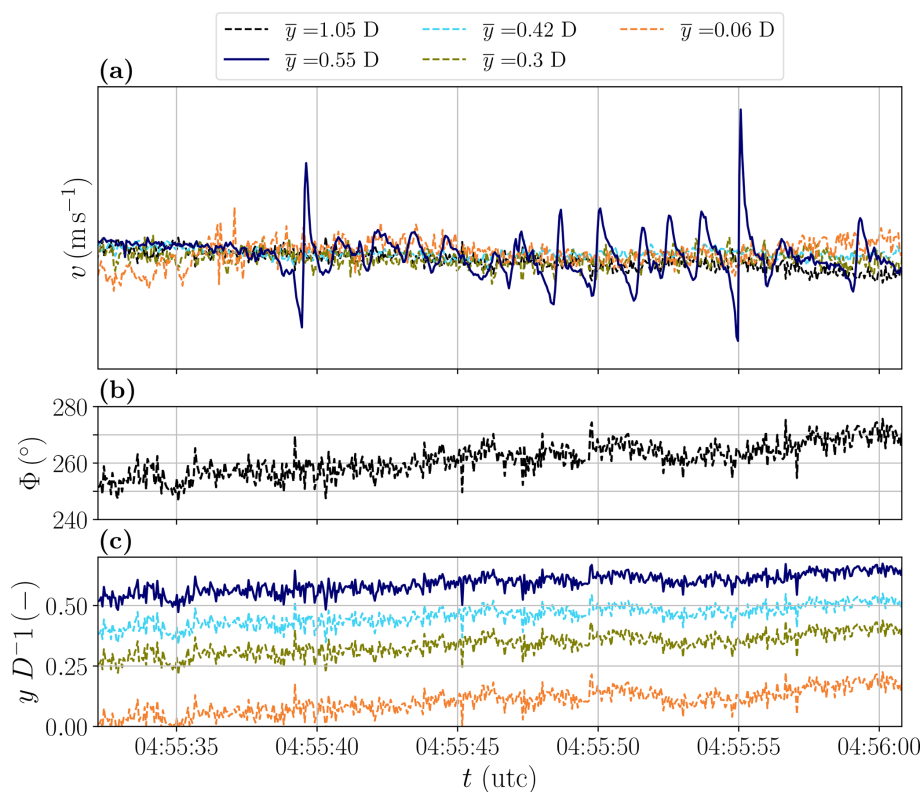 y̅ =1.05 D y̅ =0.42 D y̅ =0.06 D
y̅ =0.55 D y̅ =0.3 D
(a)
v (m s⁻¹)
(b)
280
260
240
Φ (°)
(c)
0.50
0.25
0.00
y D⁻¹ (−)
04:55:35 04:55:40 04:55:45 04:55:50 04:55:55 04:56:00
t (utc)